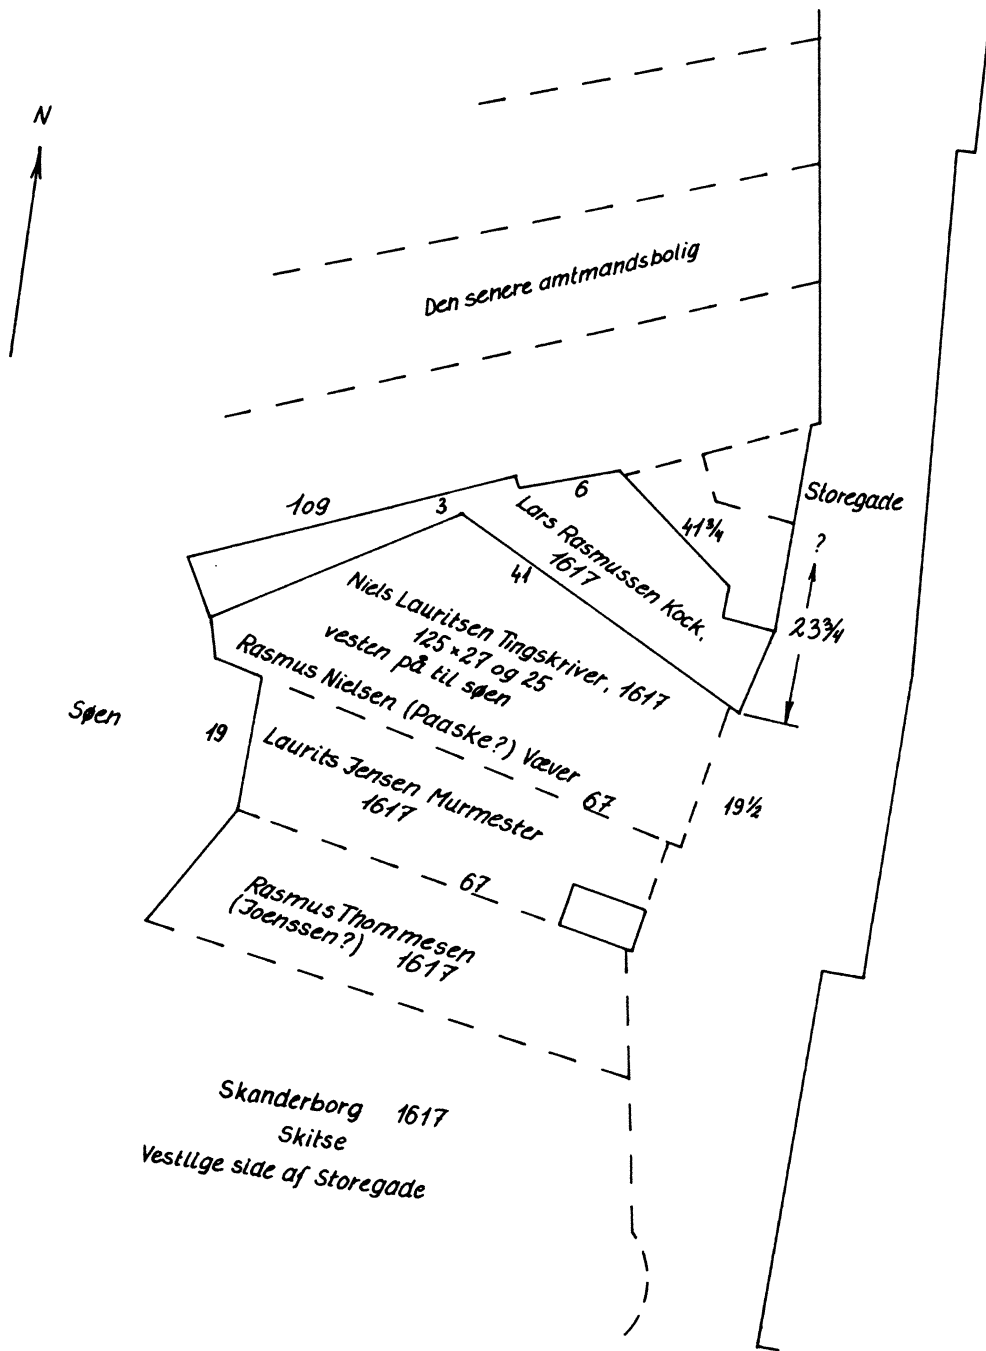 N
Den senere amtmandsbolig
109
3
6
41¾
Storegade
?
23¾
Lars Rasmussen Kock.
1617
41
Niels Lauritsen Tingskriver. 1617
125 × 27 og 25
vesten på til søen
Rasmus Nielsen (Paaske?) Væver
67
Søen
19
19½
Laurits Jensen Murmester
1617
67
Rasmus Thommesen
(Joenssen?) 1617
Skanderborg 1617
Skitse
Vestlige side af Storegade